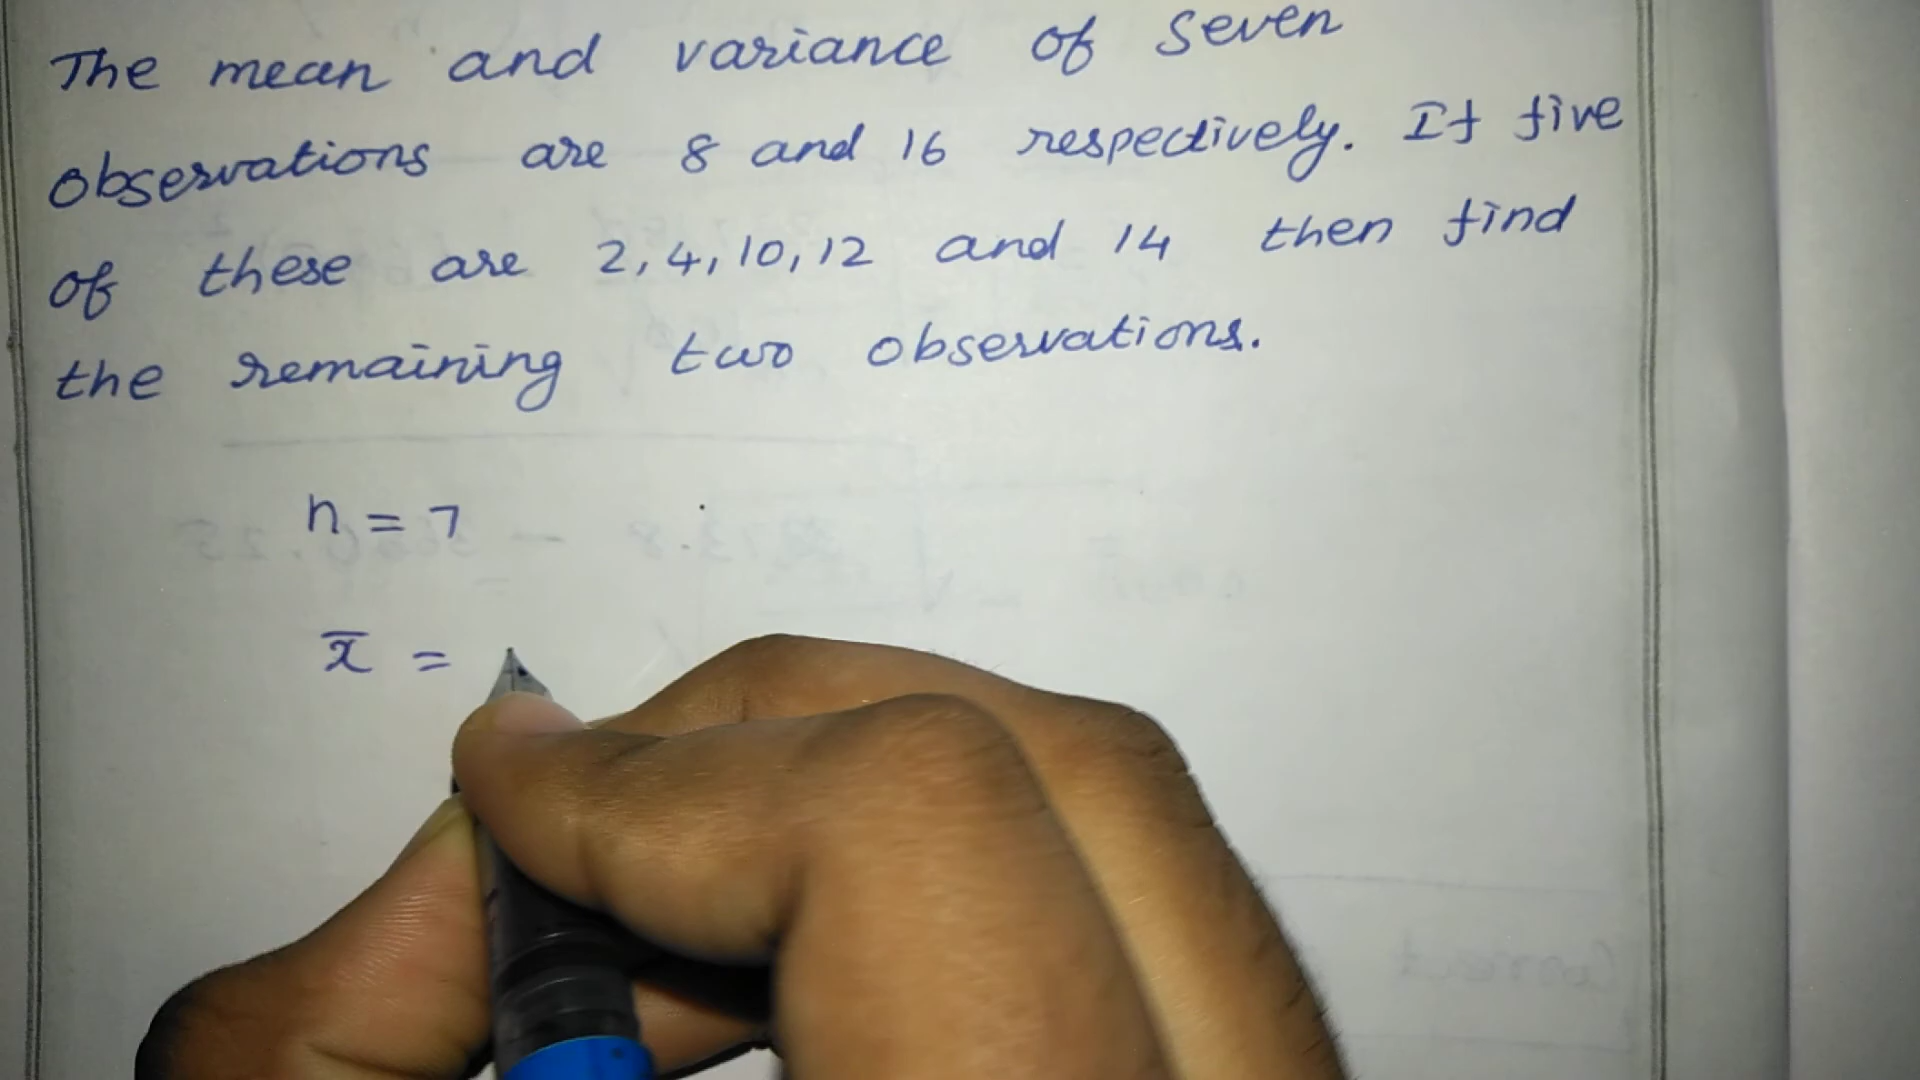 The mean and variance of Seven
observations are 8 and 16 respectively. If five
of these are 2, 4, 10, 12 and 14 then find
the remaining two observations.
n = 7
x̅ =